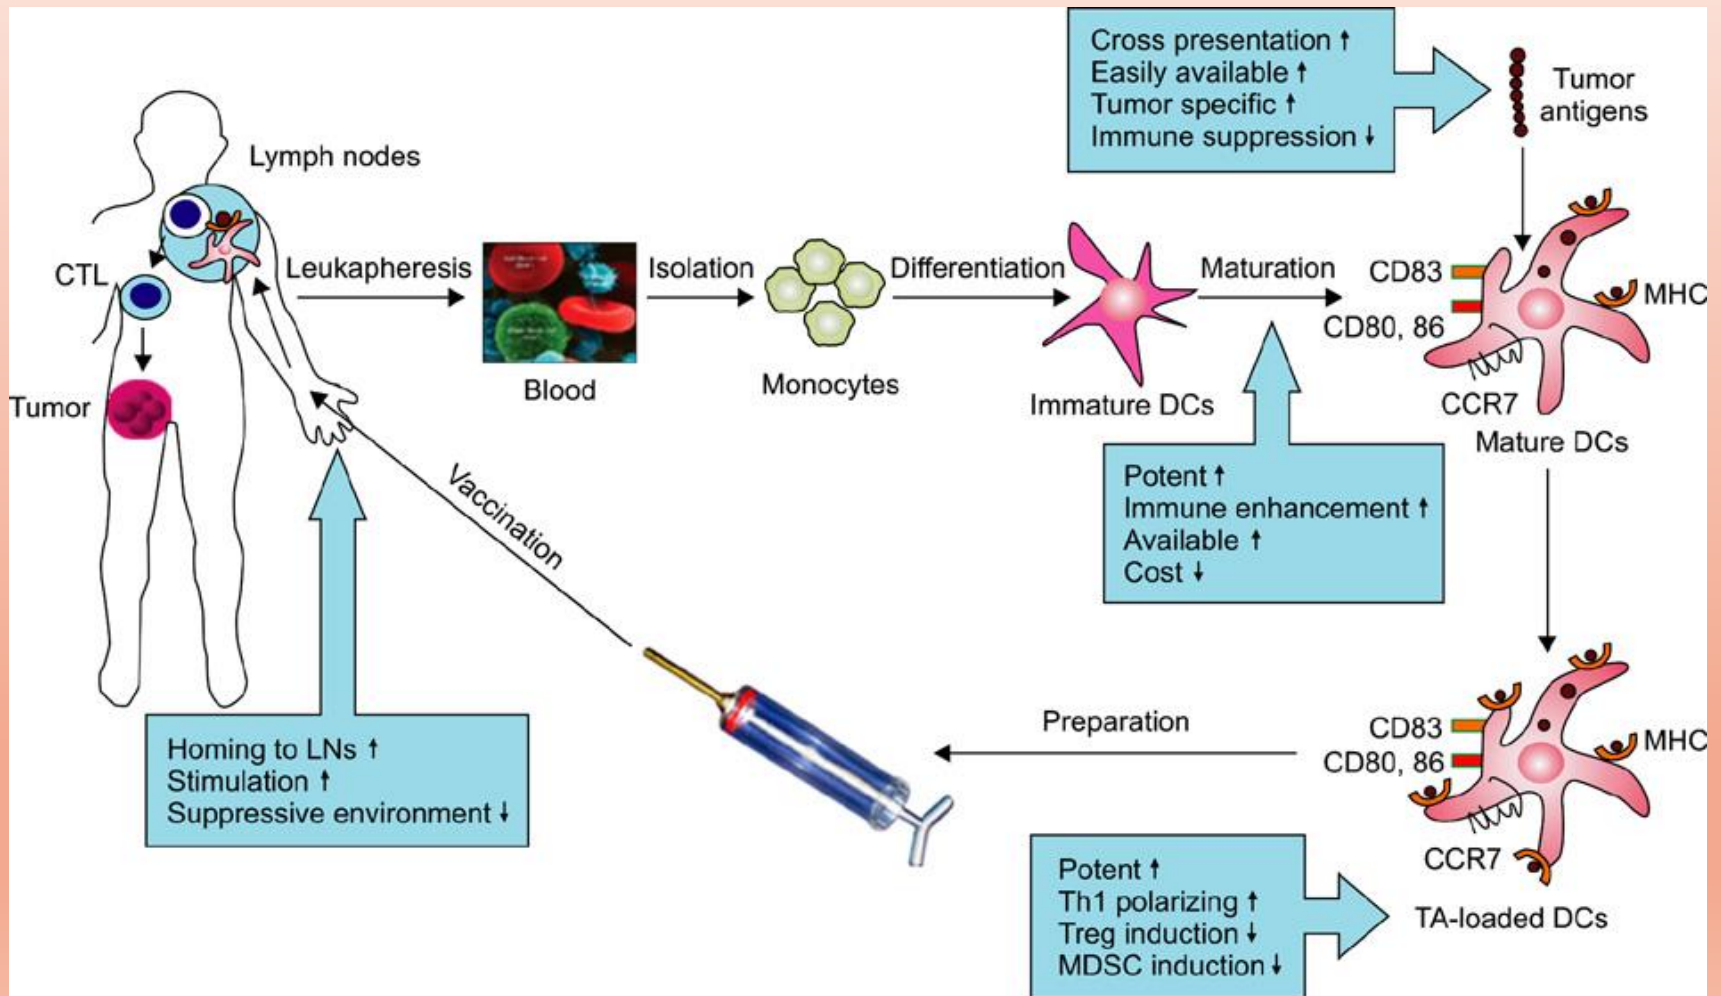 Cross presentation ↑
Easily available ↑
Tumor specific ↑
Immune suppression ↓
Tumor
antigens
Lymph nodes
CTL
Tumor
Leukapheresis
Blood
Isolation
Monocytes
Differentiation
Immature DCs
Maturation
CD83
CD80, 86
MHC
CCR7
Mature DCs
Potent ↑
Immune enhancement ↑
Available ↑
Cost ↓
Vaccination
Homing to LNs ↑
Stimulation ↑
Suppressive environment ↓
Preparation
CD83
CD80, 86
MHC
CCR7
TA-loaded DCs
Potent ↑
Th1 polarizing ↑
Treg induction ↓
MDSC induction ↓